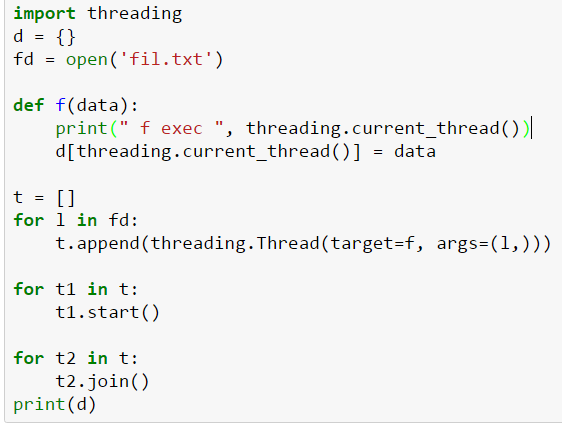 import threading
d = {}
fd = open('fil.txt')

def f(data):
    print(" f exec ", threading.current_thread())
    d[threading.current_thread()] = data

t = []
for l in fd:
    t.append(threading.Thread(target=f, args=(l,)))

for t1 in t:
    t1.start()

for t2 in t:
    t2.join()
print(d)